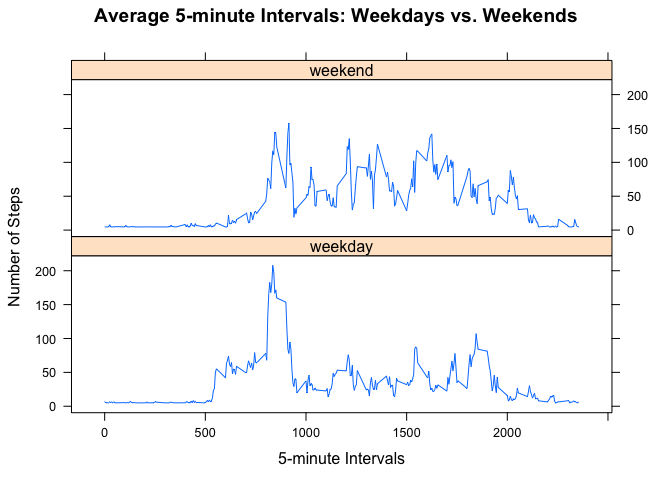 Average 5-minute Intervals: Weekdays vs. Weekends
weekend
200
150
100
50
0
weekday
200
150
100
50
0
0 500 1000 1500 2000
Number of Steps
5-minute Intervals